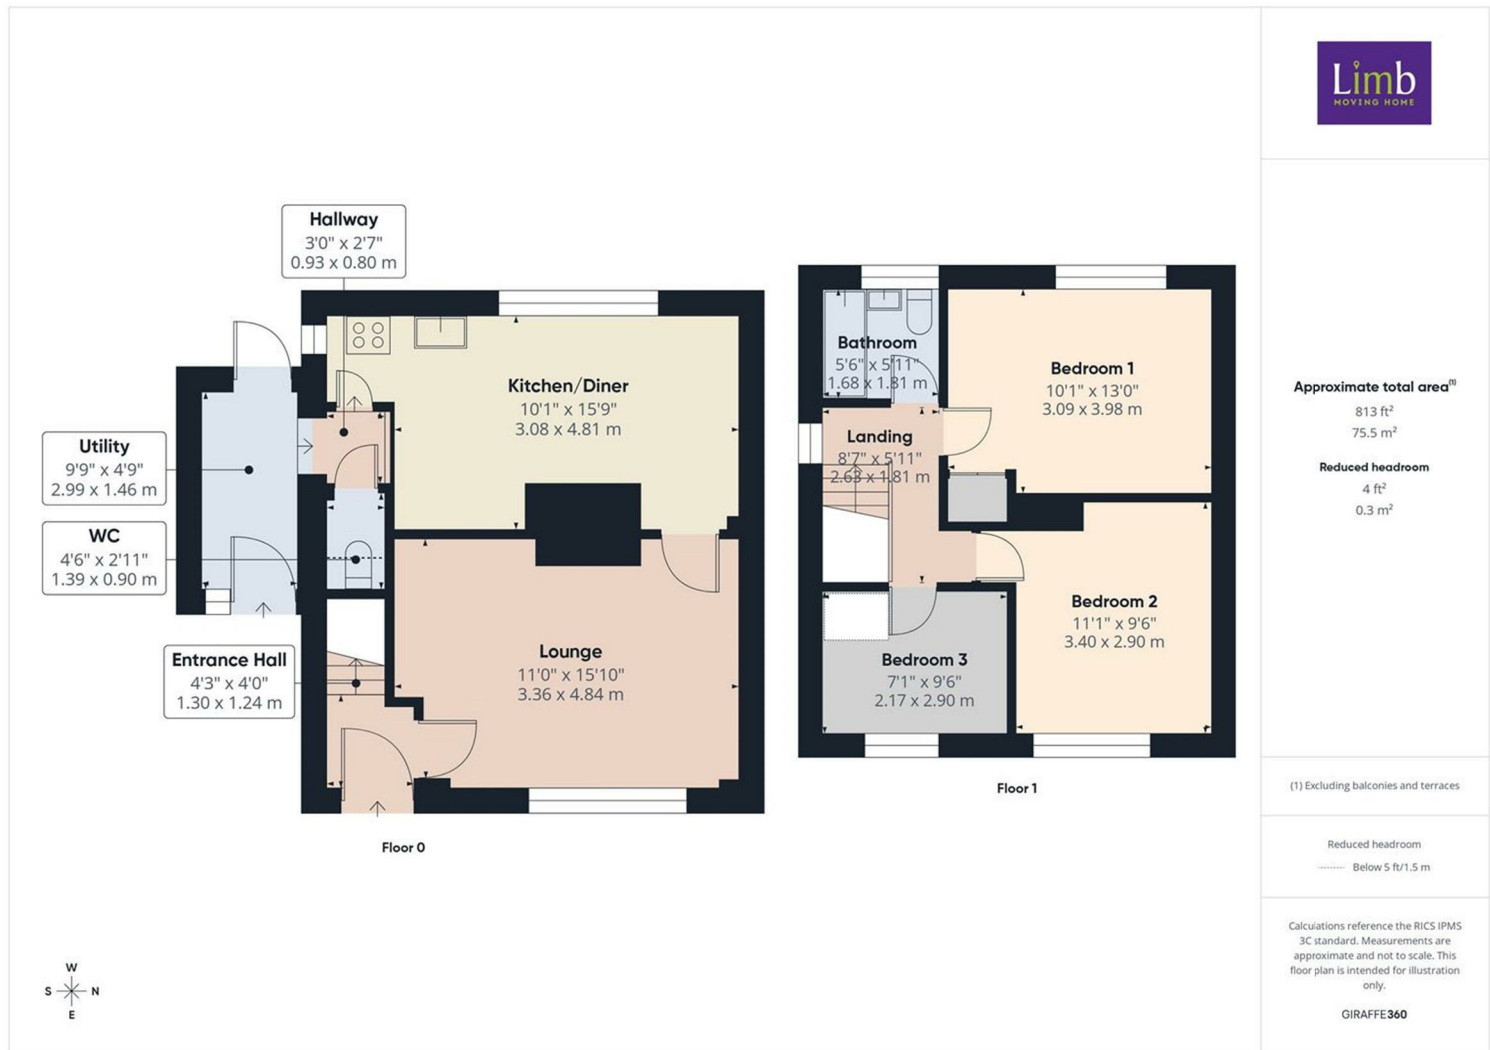 Limb
MOVING HOME
Hallway
3'0" x 2'7"
0.93 x 0.80 m
Kitchen/Diner
10'1" x 15'9"
3.08 x 4.81 m
Utility
9'9" x 4'9"
2.99 x 1.46 m
WC
4'6" x 2'11"
1.39 x 0.90 m
Entrance Hall
4'3" x 4'0"
1.30 x 1.24 m
Lounge
11'0" x 15'10"
3.36 x 4.84 m
Floor 0
Bathroom
5'6" x 5'11"
1.68 x 1.81 m
Bedroom 1
10'1" x 13'0"
3.09 x 3.98 m
Landing
8'7" x 5'11"
2.63 x 1.81 m
Bedroom 2
11'1" x 9'6"
3.40 x 2.90 m
Bedroom 3
7'1" x 9'6"
2.17 x 2.90 m
Floor 1
W
S N
E
Approximate total area(1)
813 ft²
75.5 m²
Reduced headroom
4 ft²
0.3 m²
(1) Excluding balconies and terraces
Reduced headroom
Below 5 ft/1.5 m
Calculations reference the RICS IPMS
3C standard. Measurements are
approximate and not to scale. This
floor plan is intended for illustration
only.
GIRAFFE360